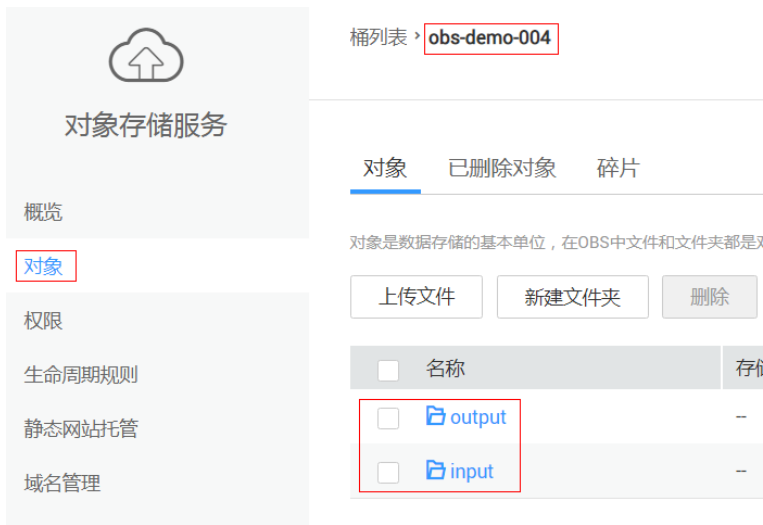 对象存储服务
概览
对象
权限
生命周期规则
静态网站托管
域名管理
桶列表 › obs-demo-004
对象 已删除对象 碎片
对象是数据存储的基本单位，在OBS中文件和文件夹都是
上传文件 新建文件夹 删除
名称 存
output --
input --